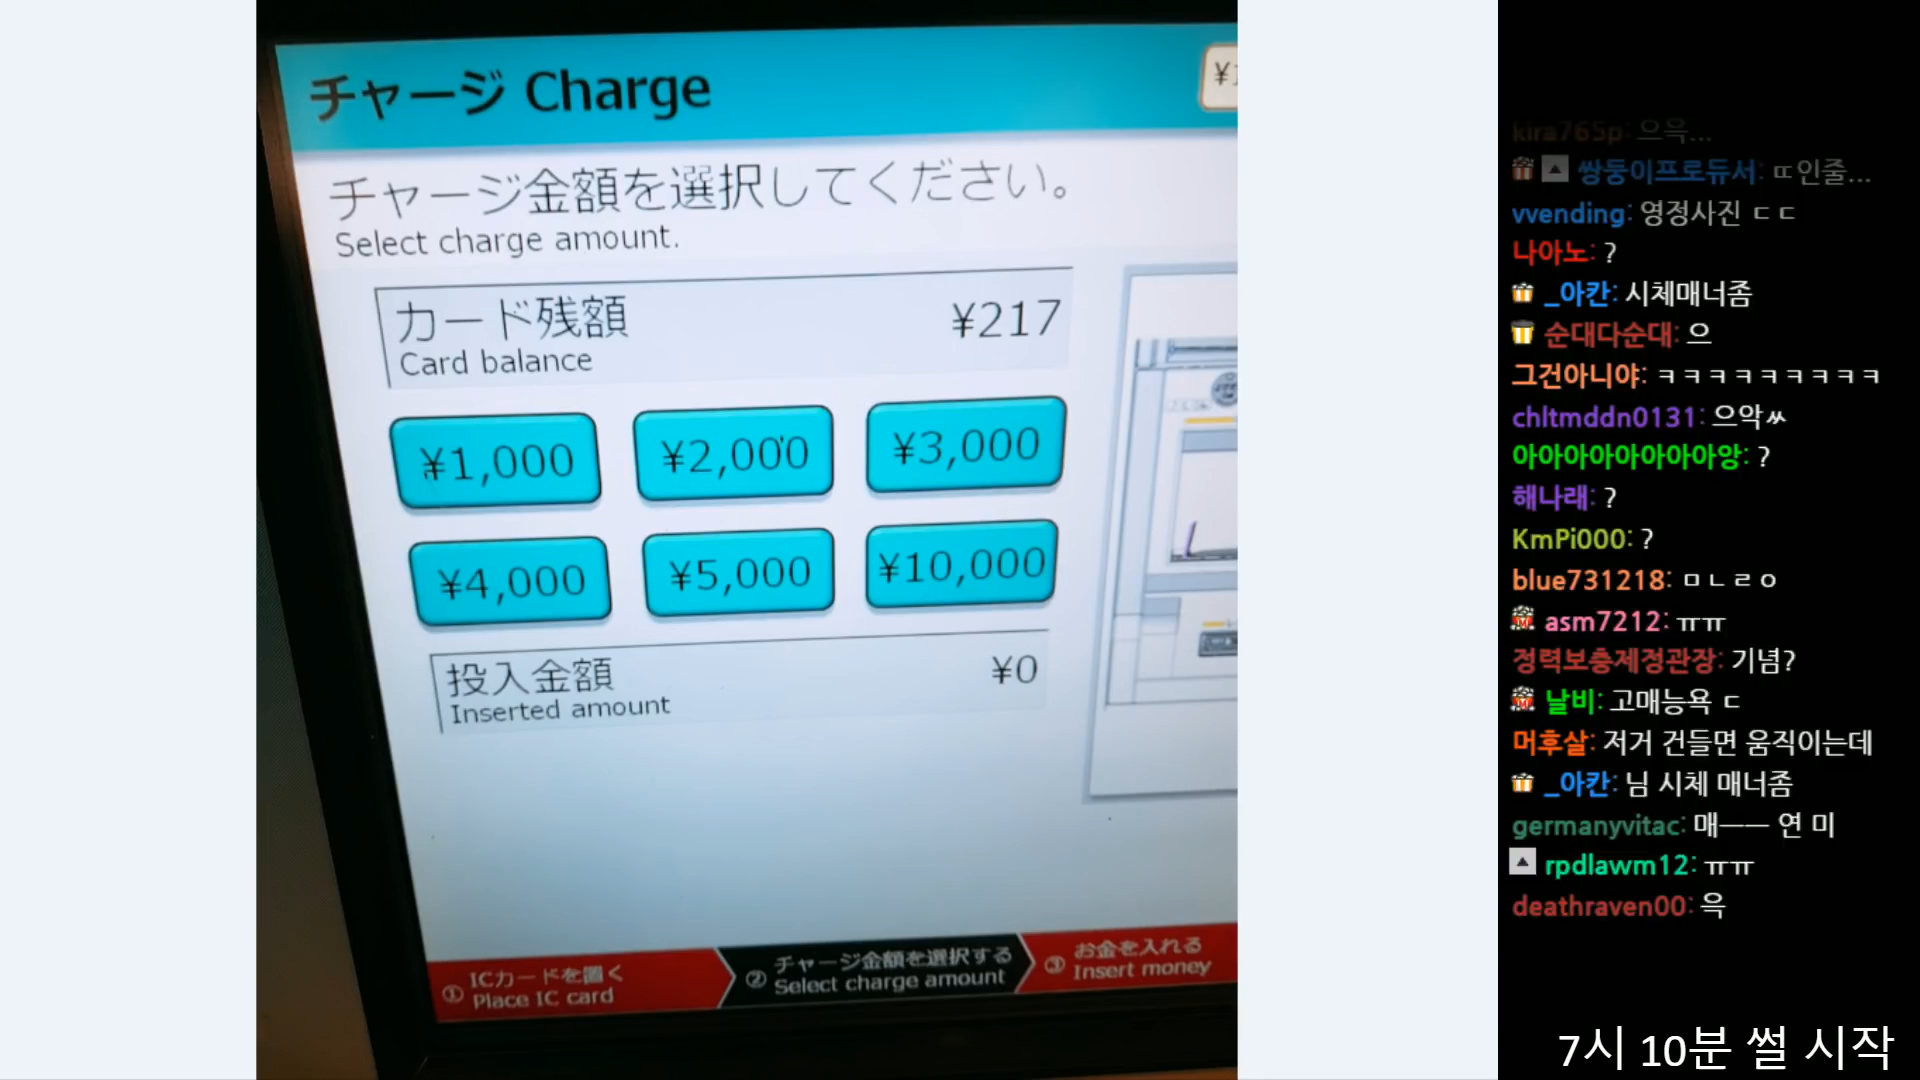 チャージ Charge
チャージ金額を選択してください。
Select charge amount.
カード残額 ¥217
Card balance
¥1,000 ¥2,000 ¥3,000
¥4,000 ¥5,000 ¥10,000
投入金額 ¥0
Inserted amount
① ICカードを置く
Place IC card
② チャージ金額を選択する
Select charge amount
③ お金を入れる
Insert money
kira765p: 으윽...
쌍둥이프로듀서: ㄸ인줄...
vvending: 영정사진 ㄷㄷ
나아노: ?
_아칸: 시체매너좀
순대다순대: 으
그건아니야: ㅋㅋㅋㅋㅋㅋㅋㅋㅋ
chltmddn0131: 으악ㅆ
아아아아아아아아앙: ?
해나래: ?
KmPi000: ?
blue731218: ㅁㄴㄹㅇ
asm7212: ㅠㅠ
정력보충제정관장: 기념?
날비: 고매능욕 ㄷ
머후살: 저거 건들면 움직이는데
_아칸: 님 시체 매너좀
germanyvitac: 매—— 연 미
rpdlawm12: ㅠㅠ
deathraven00: 윽
7시 10분 썰 시작